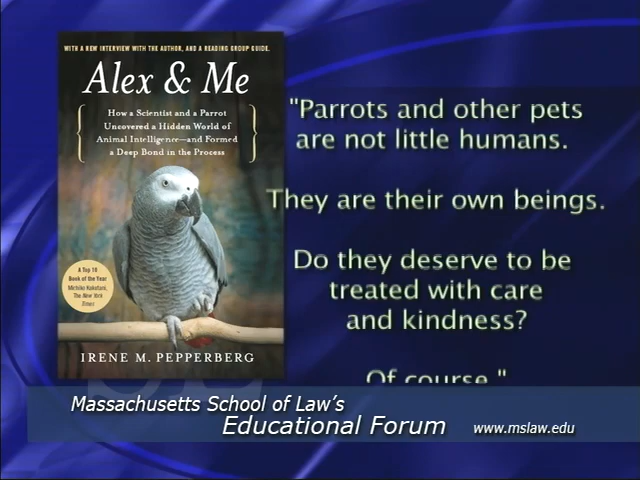 WITH A NEW INTERVIEW WITH THE AUTHOR, AND A READING GROUP GUIDE.
Alex & Me
How a Scientist and a Parrot
Uncovered a Hidden World of
Animal Intelligence—and Formed
a Deep Bond in the Process
A Top 10
Book of the Year
Michiko Kakutani,
The New York
Times
IRENE M. PEPPERBERG
"Parrots and other pets
are not little humans.
They are their own beings.
Do they deserve to be
treated with care
and kindness?
Of course."
Massachusetts School of Law's
Educational Forum
www.mslaw.edu